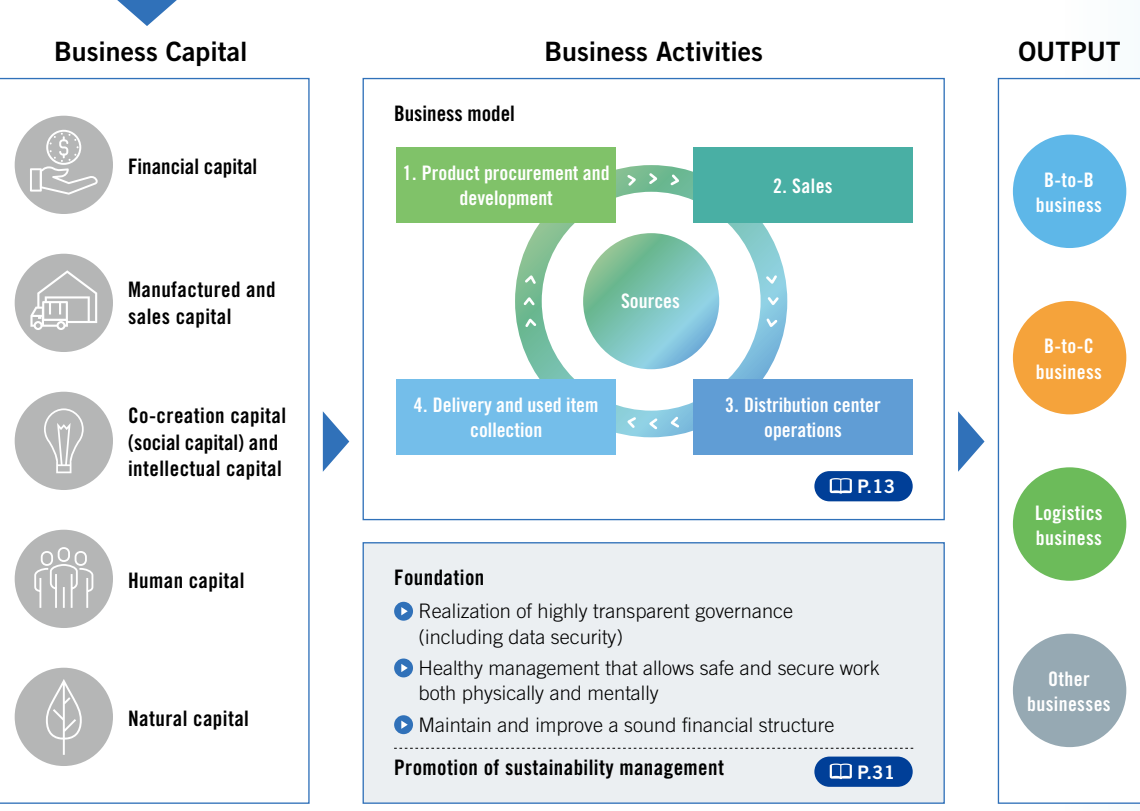 Business Capital
Financial capital
Manufactured and
sales capital
Co-creation capital
(social capital) and
intellectual capital
Human capital
Natural capital
Business Activities
Business model
1. Product procurement and
development
2. Sales
Sources
4. Delivery and used item
collection
3. Distribution center
operations
P.13
Foundation
Realization of highly transparent governance
(including data security)
Healthy management that allows safe and secure work
both physically and mentally
Maintain and improve a sound financial structure
Promotion of sustainability management
P.31
OUTPUT
B-to-B
business
B-to-C
business
Logistics
business
Other
businesses